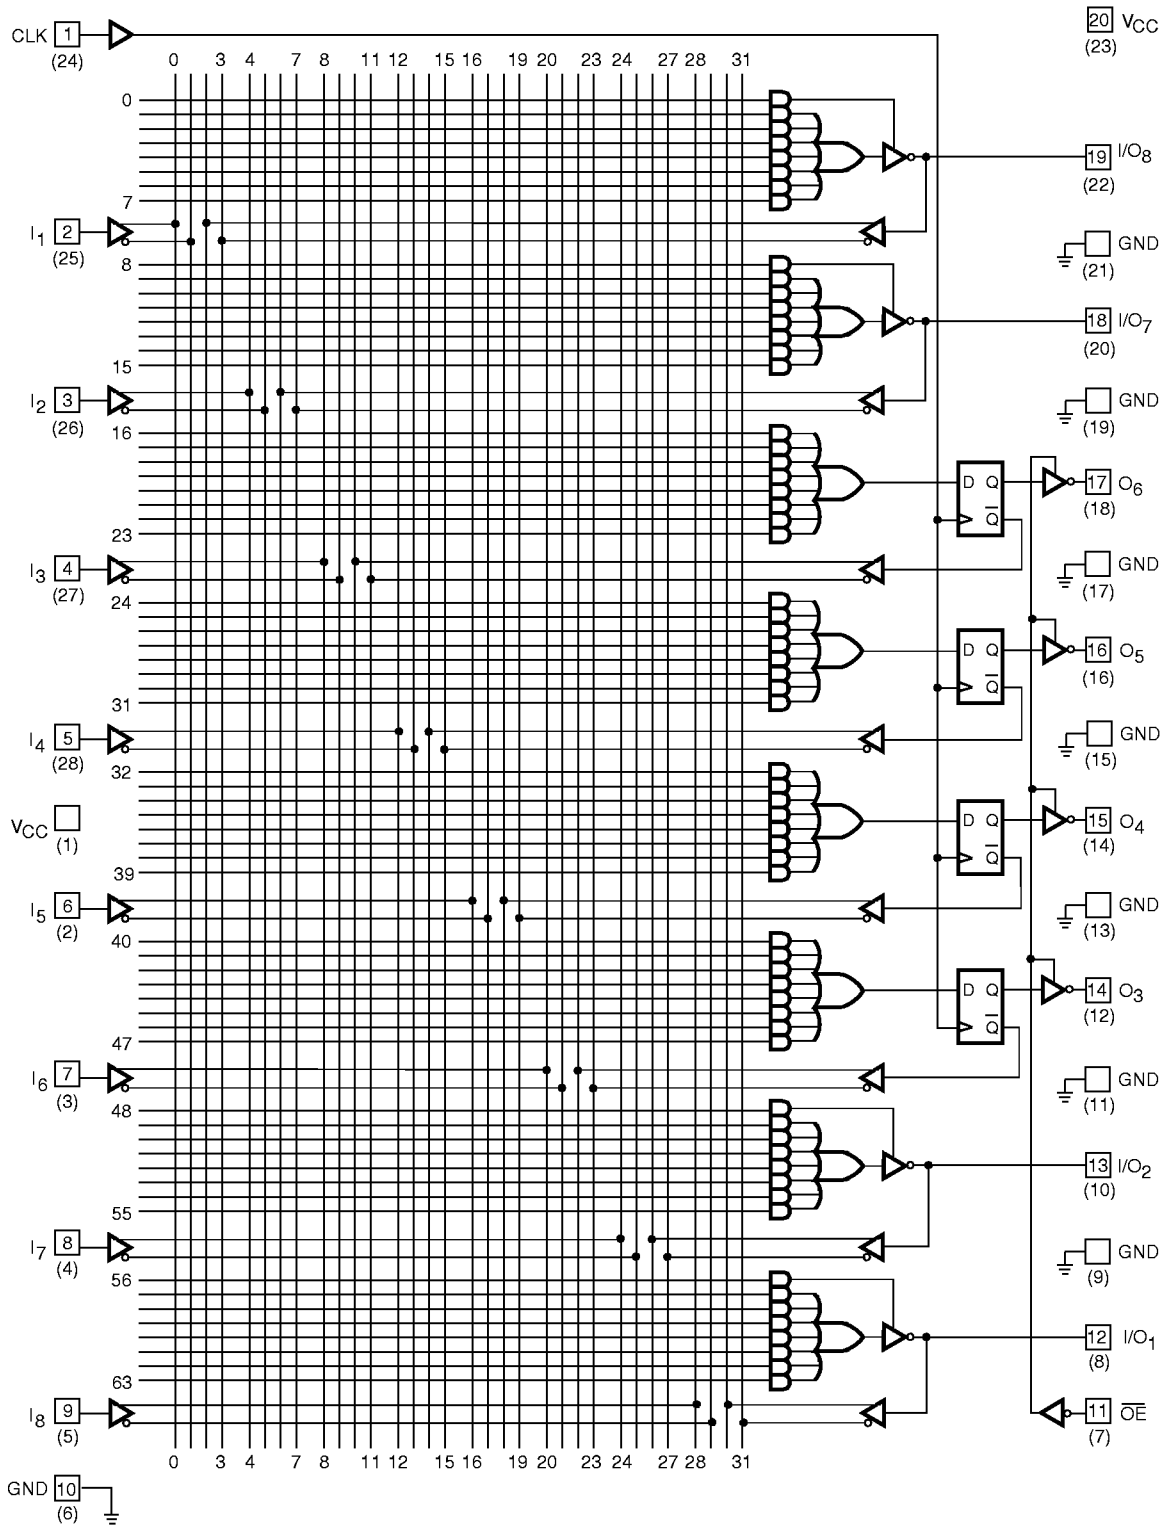 CLK 1 (24)
20 VCC (23)
0 3 4 7 8 11 12 15 16 19 20 23 24 27 28 31
0
19 I/O8 (22)
7
I1 2 (25)
GND (21)
8
18 I/O7 (20)
15
I2 3 (26)
GND (19)
16
D Q
17 O6 (18)
Q̅
23
I3 4 (27)
GND (17)
24
D Q
16 O5 (16)
Q̅
31
I4 5 (28)
GND (15)
32
VCC (1)
D Q
15 O4 (14)
Q̅
39
I5 6 (2)
GND (13)
40
D Q
14 O3 (12)
Q̅
47
I6 7 (3)
GND (11)
48
13 I/O2 (10)
55
I7 8 (4)
GND (9)
56
12 I/O1 (8)
63
I8 9 (5)
11 O̅E̅ (7)
0 3 4 7 8 11 12 15 16 19 20 23 24 27 28 31
GND 10 (6)